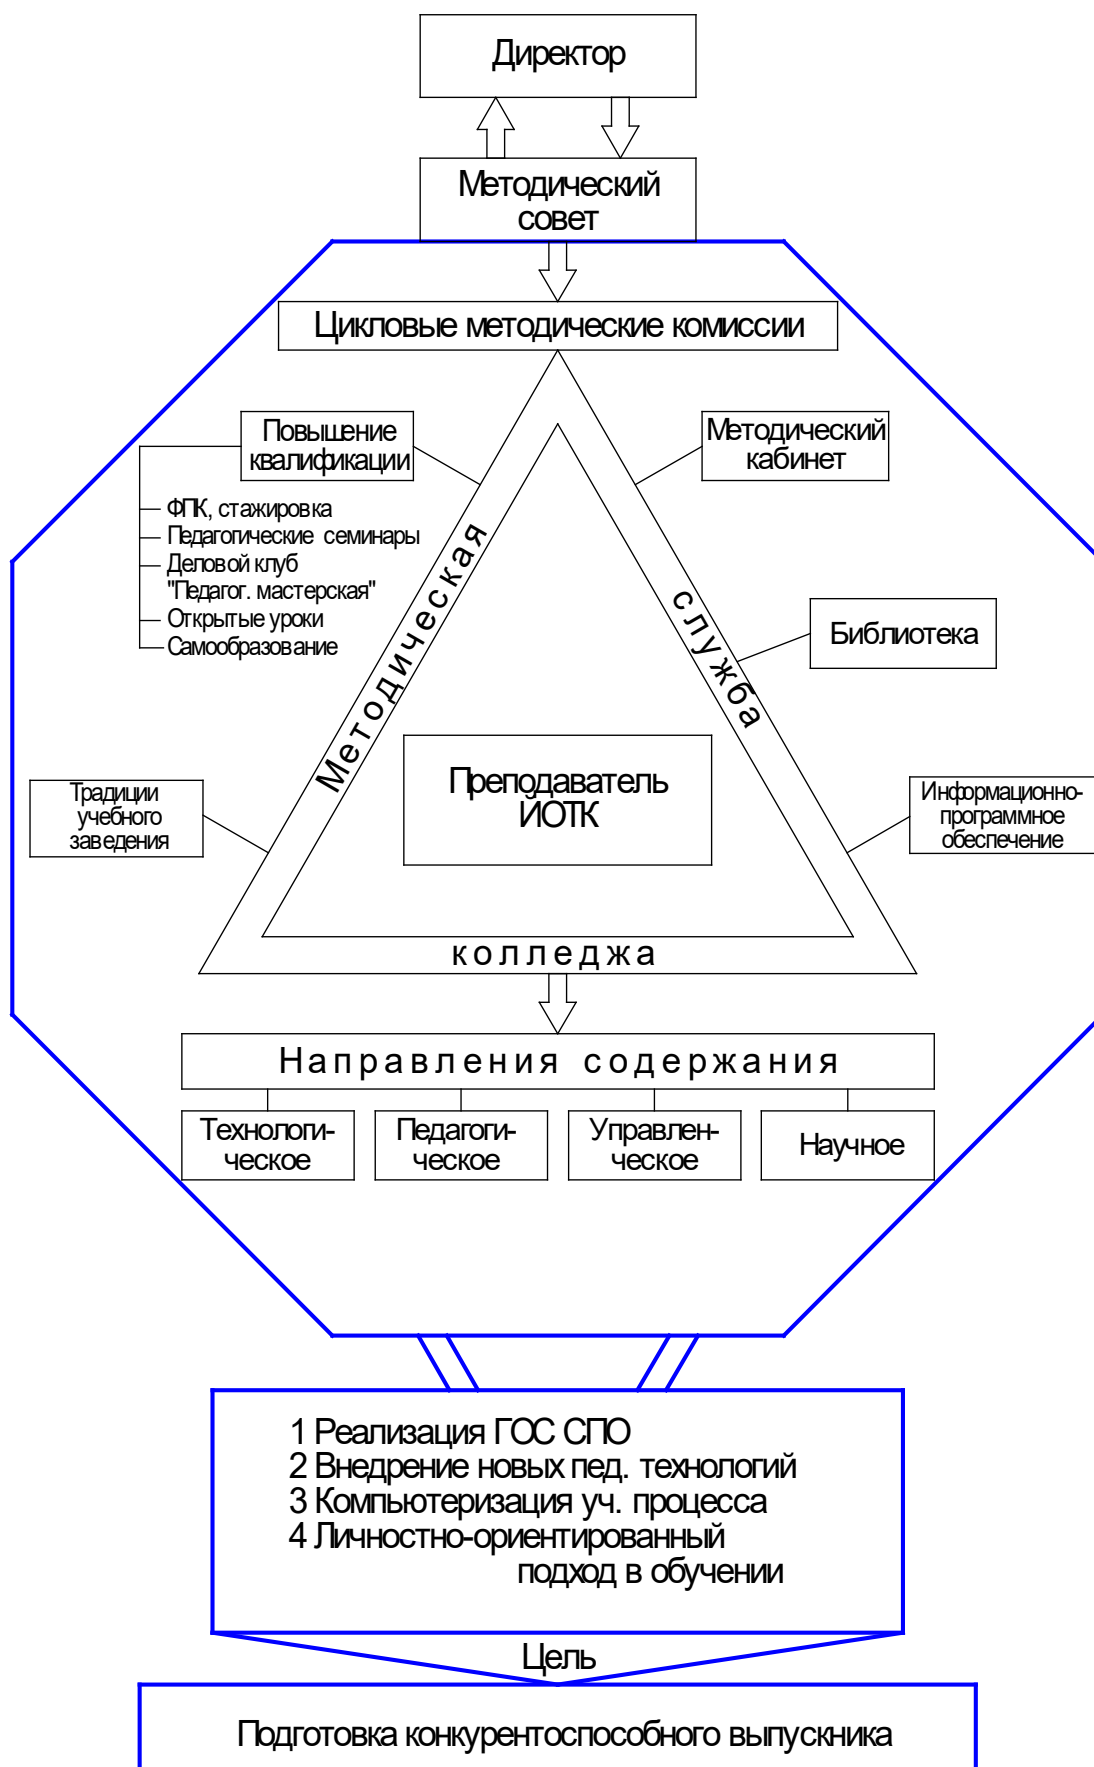 Директор
Методический
совет
Цикловые методические комиссии
Повышение
квалификации
Методический
кабинет
ФПК, стажировка
Педагогические семинары
Деловой клуб
"Педагог. мастерская"
Открытые уроки
Самообразование
Методическая
служба
Библиотека
Преподаватель
ИОТК
Традиции
учебного
заведения
Информационно-
программное
обеспечение
колледжа
Направления содержания
Технологи-
ческое
Педагоги-
ческое
Управлен-
ческое
Научное
1 Реализация ГОС СПО
2 Внедрение новых пед. технологий
3 Компьютеризация уч. процесса
4 Личностно-ориентированный
подход в обучении
Цель
Подготовка конкурентоспособного выпускника